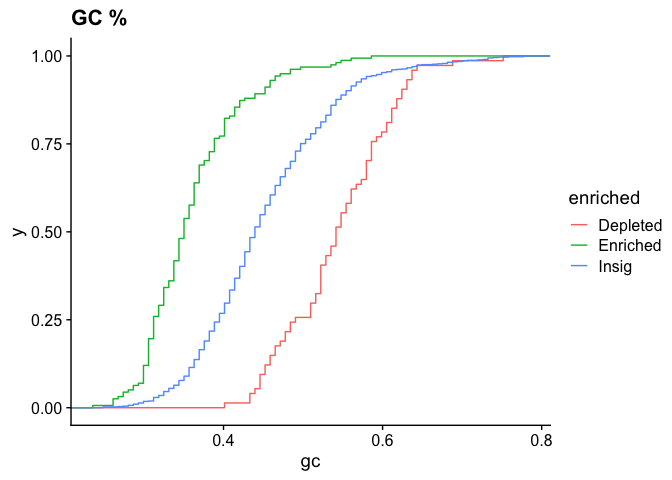 GC %
1.00
0.75
0.50
0.25
0.00
y
0.4
0.6
0.8
gc
enriched
Depleted
Enriched
Insig